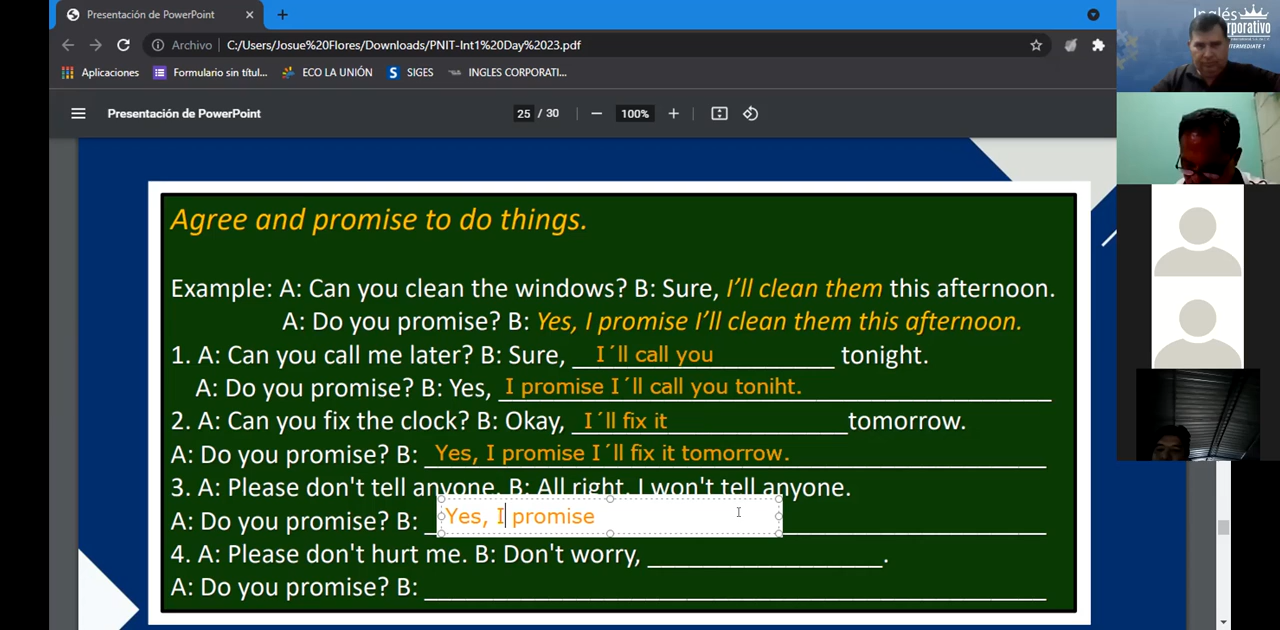 Presentación de PowerPoint
Archivo C:/Users/Josue%20Flores/Downloads/PNIT-Int1%20Day%2023.pdf
Aplicaciones Formulario sin títul... ECO LA UNIÓN SIGES INGLES CORPORATI...
Presentación de PowerPoint 25 / 30 100%
Inglés
rporativo
INTERMEDIATE 1
Agree and promise to do things.
Example: A: Can you clean the windows? B: Sure, I'll clean them this afternoon.
A: Do you promise? B: Yes, I promise I'll clean them this afternoon.
1. A: Can you call me later? B: Sure, I´ll call you tonight.
A: Do you promise? B: Yes, I promise I´ll call you toniht.
2. A: Can you fix the clock? B: Okay, I´ll fix it tomorrow.
A: Do you promise? B: Yes, I promise I´ll fix it tomorrow.
3. A: Please don't tell anyone. B: All right, I won't tell anyone.
A: Do you promise? B: Yes, I promise
4. A: Please don't hurt me. B: Don't worry, ____________________.
A: Do you promise? B: ____________________